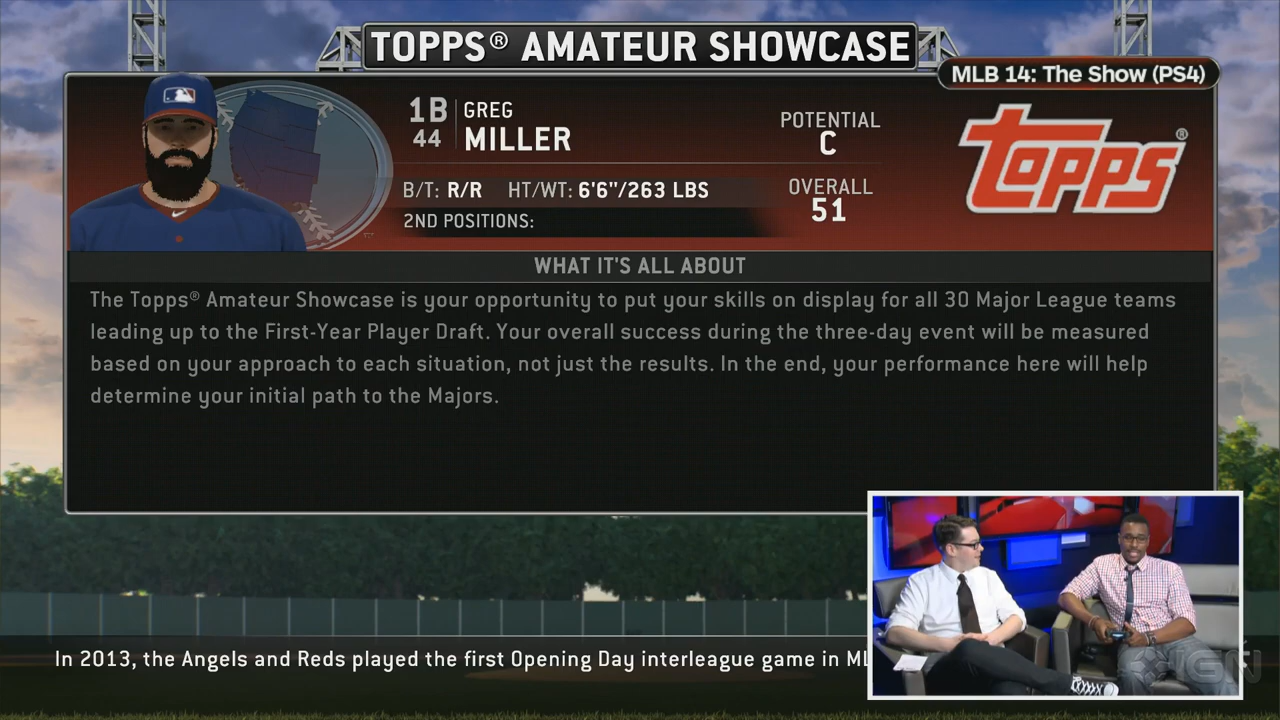 TOPPS® AMATEUR SHOWCASE
MLB 14: The Show (PS4)
1B
44
GREG
MILLER
POTENTIAL
C
TOPPS®
B/T: R/R HT/WT: 6'6"/263 LBS
OVERALL
51
2ND POSITIONS:
WHAT IT'S ALL ABOUT
The Topps® Amateur Showcase is your opportunity to put your skills on display for all 30 Major League teams
leading up to the First-Year Player Draft. Your overall success during the three-day event will be measured
based on your approach to each situation, not just the results. In the end, your performance here will help
determine your initial path to the Majors.
In 2013, the Angels and Reds played the first Opening Day interleague game in ML
IGN